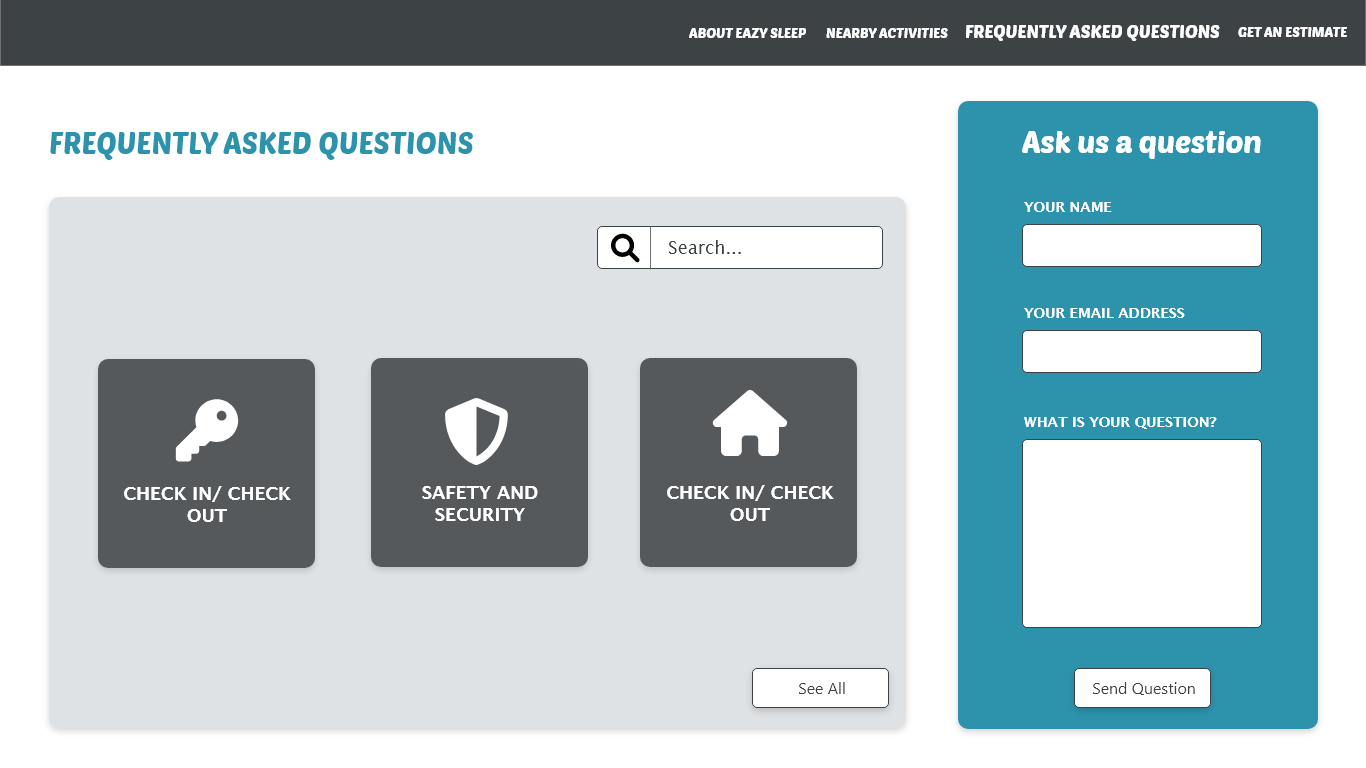 ABOUT EAZY SLEEP NEARBY ACTIVITIES FREQUENTLY ASKED QUESTIONS GET AN ESTIMATE
FREQUENTLY ASKED QUESTIONS
Search...
CHECK IN/ CHECK
OUT
SAFETY AND
SECURITY
CHECK IN/ CHECK
OUT
See All
Ask us a question
YOUR NAME
YOUR EMAIL ADDRESS
WHAT IS YOUR QUESTION?
Send Question